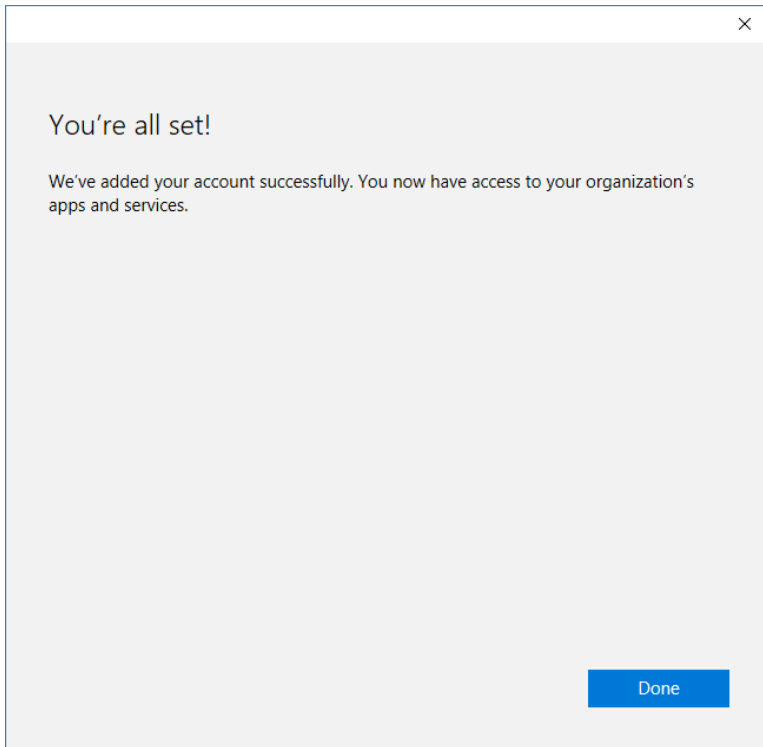 You’re all set!
We’ve added your account successfully. You now have access to your organization’s
apps and services.
Done